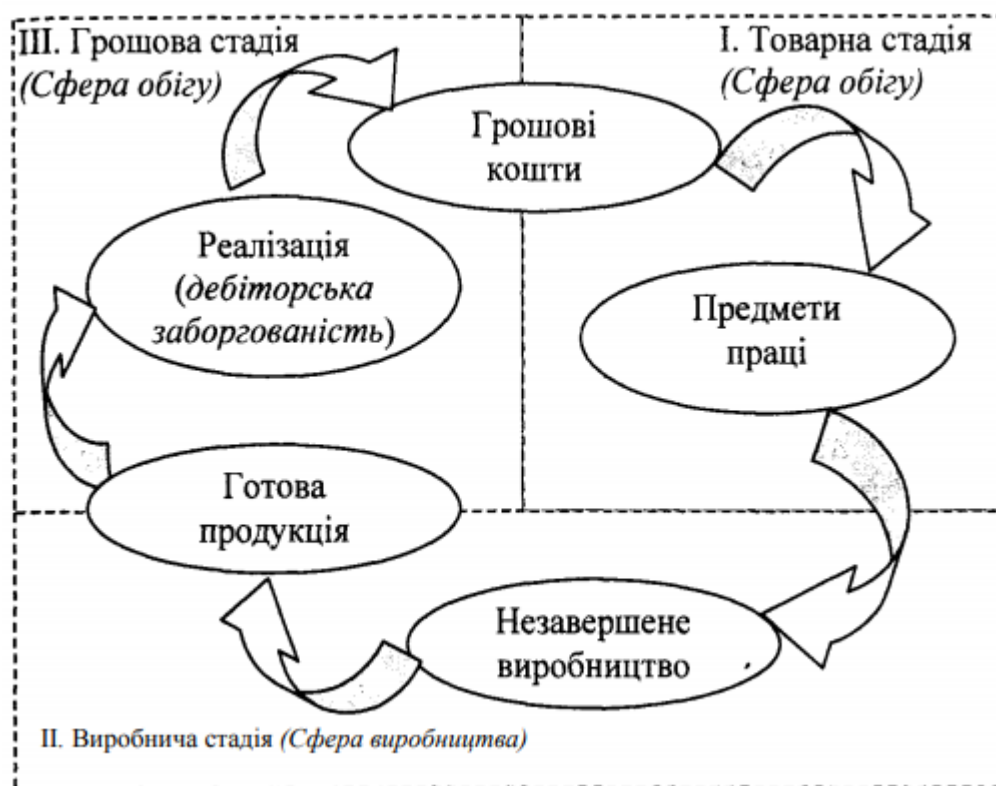 III. Грошова стадія
(Сфера обігу)
I. Товарна стадія
(Сфера обігу)
Грошові
кошти
Реалізація
(дебіторська
заборгованість)
Предмети
праці
Готова
продукція
Незавершене
виробництво
II. Виробнича стадія (Сфера виробництва)